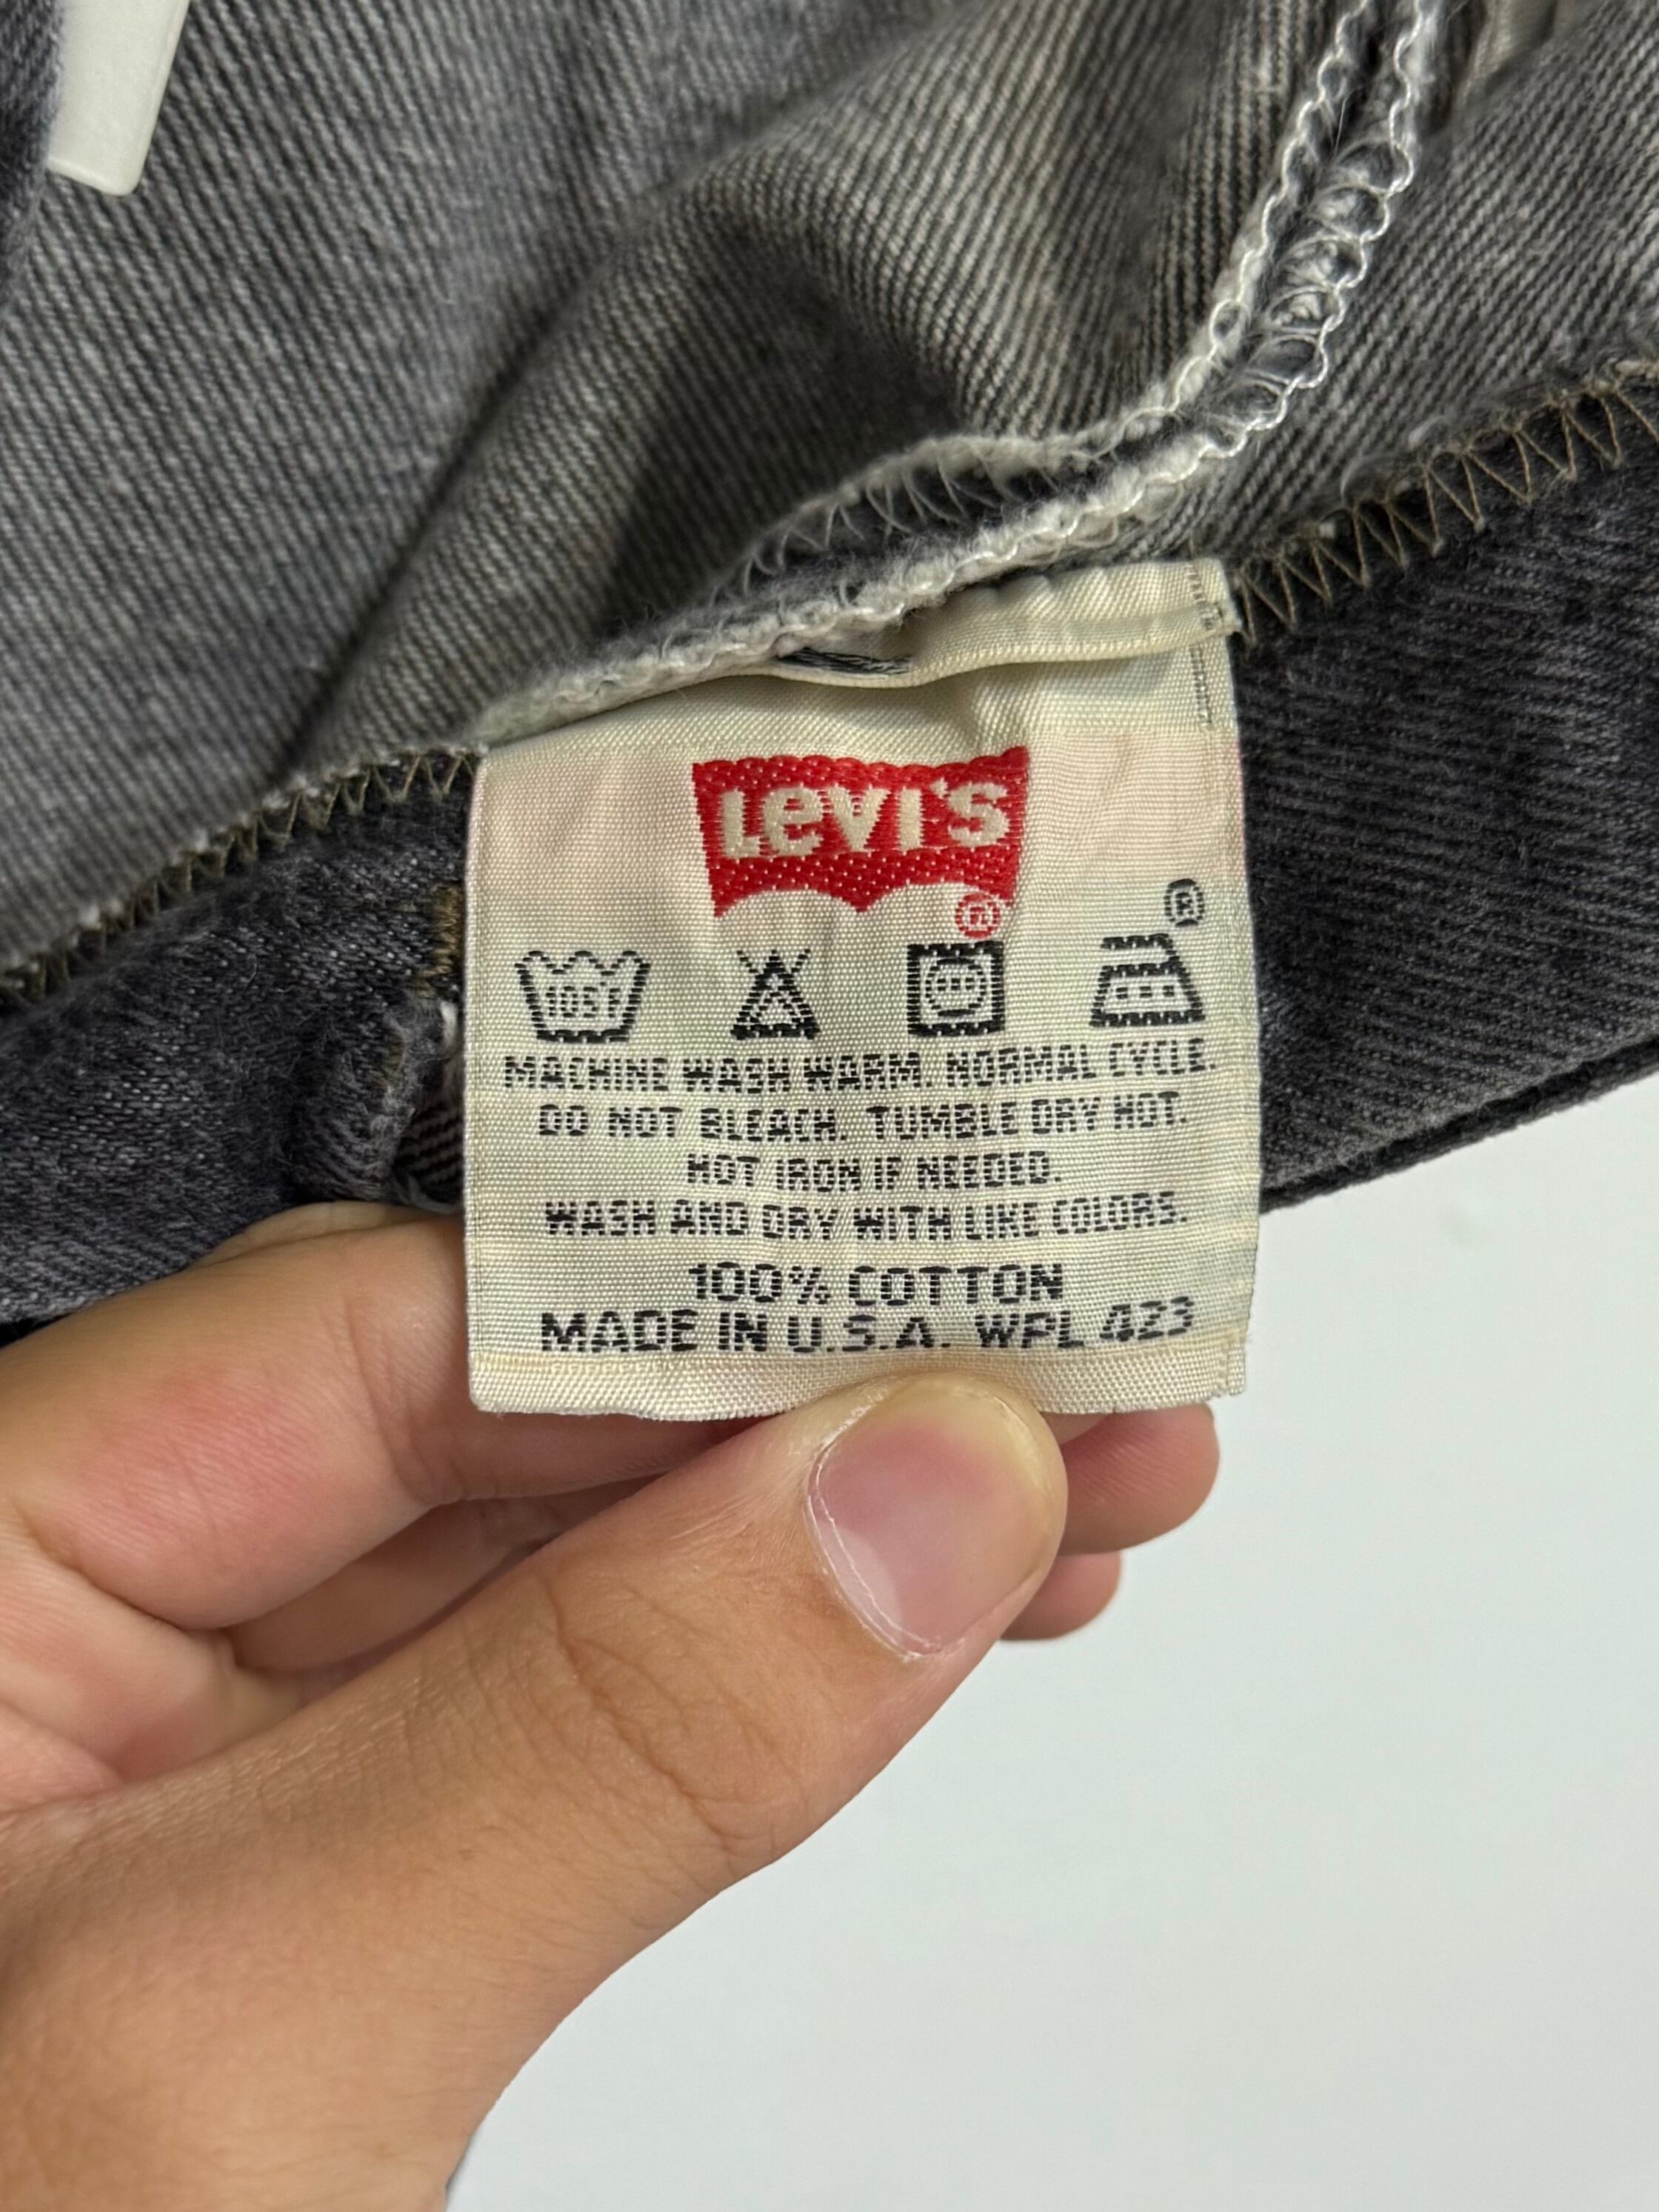 LEVI'S
®
®
105°F
MACHINE WASH WARM. NORMAL CYCLE.
DO NOT BLEACH. TUMBLE DRY HOT.
HOT IRON IF NEEDED.
WASH AND DRY WITH LIKE COLORS.
100% COTTON
MADE IN U.S.A. WPL 423